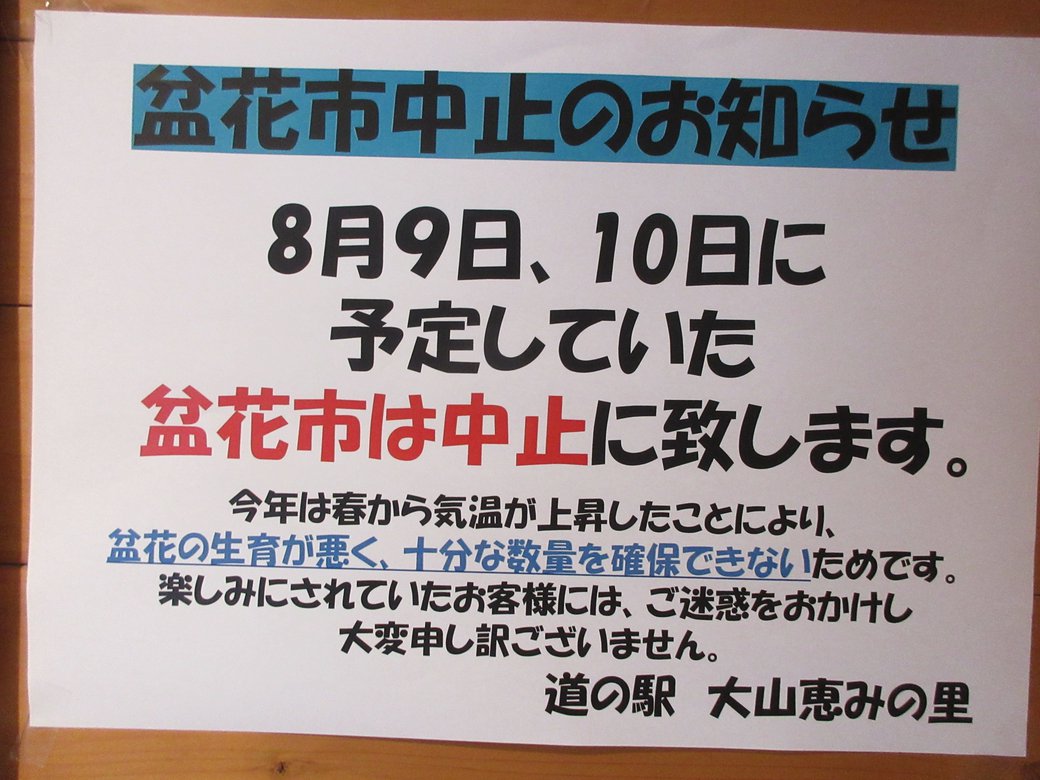 盆花市中止のお知らせ
8月9日、10日に
予定していた
盆花市は中止に致します。
今年は春から気温が上昇したことにより、
盆花の生育が悪く、十分な数量を確保できないためです。
楽しみにされていたお客様には、ご迷惑をおかけし
大変申し訳ございません。
道の駅 大山恵みの里